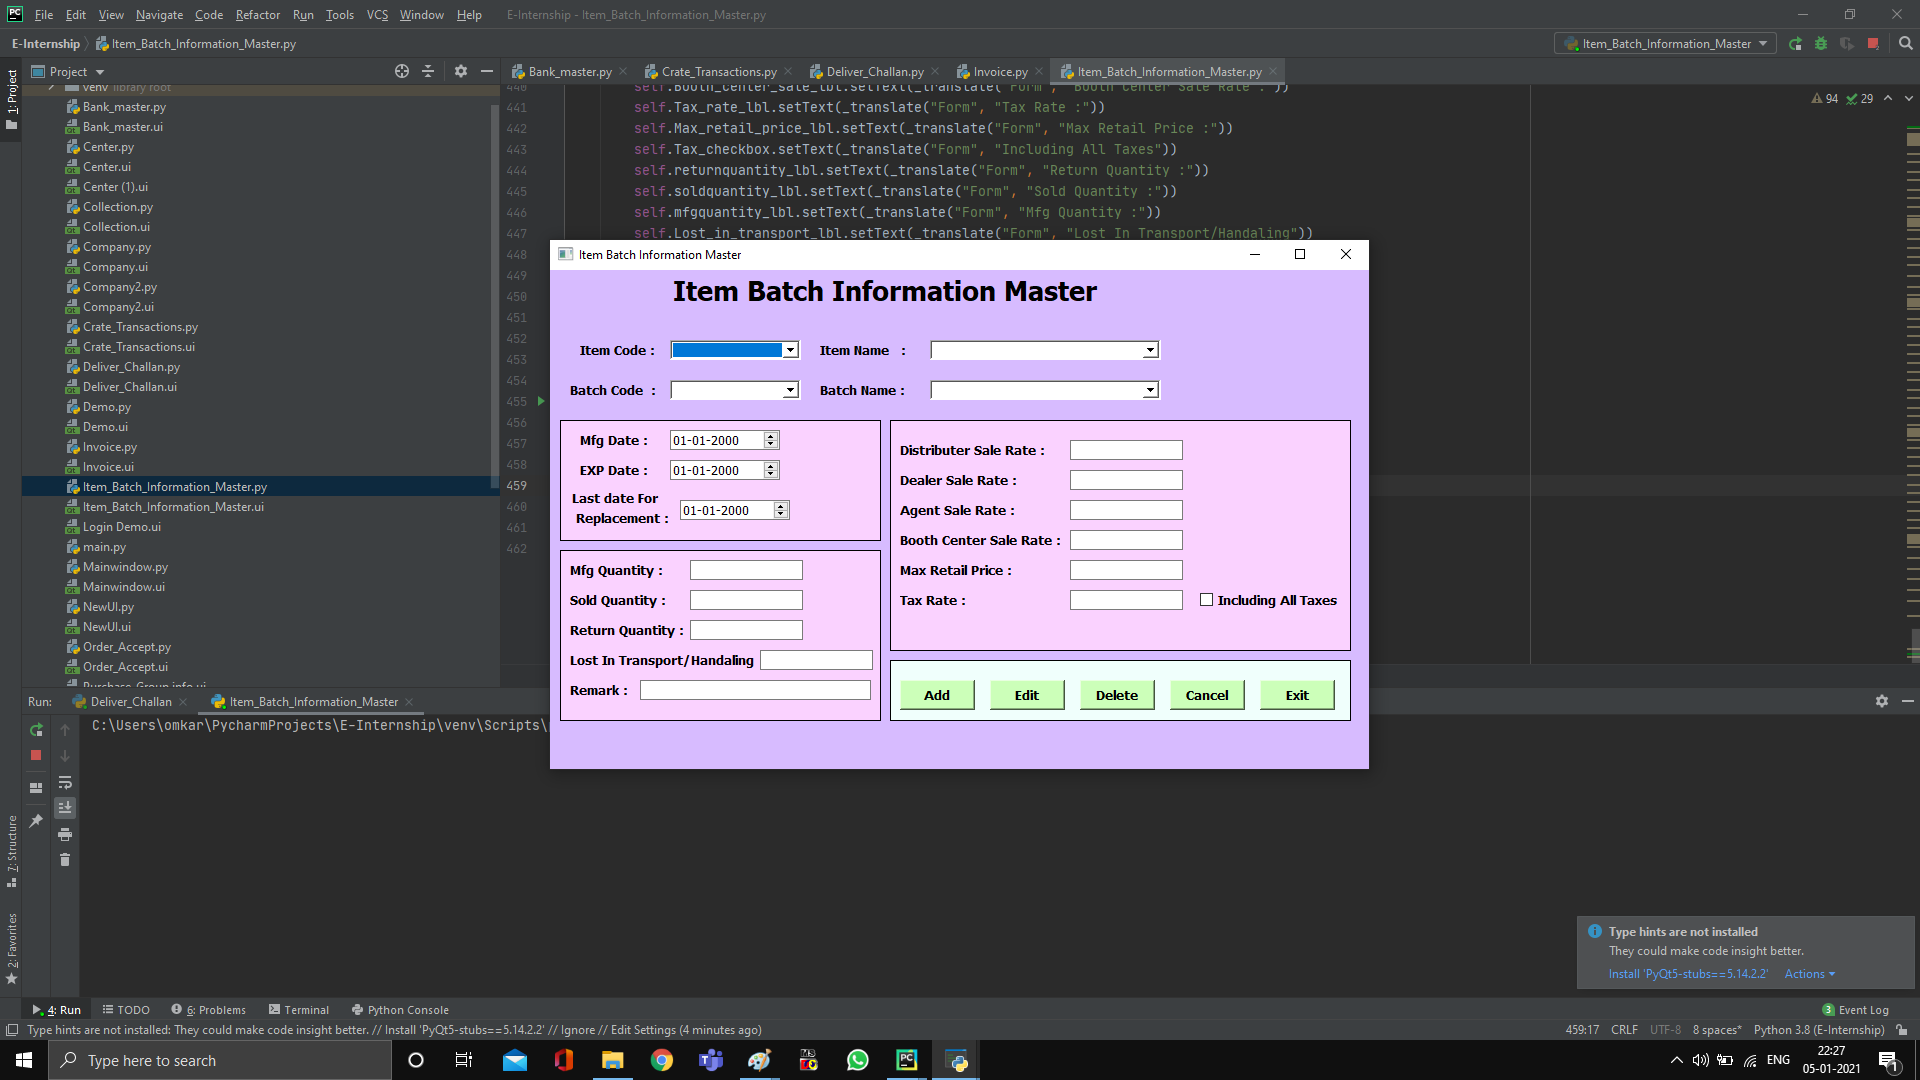 File Edit View Navigate Code Refactor Run Tools VCS Window Help E-Internship - Item_Batch_Information_Master.py
E-Internship Item_Batch_Information_Master.py Item_Batch_Information_Master
Project Bank_master.py Crate_Transactions.py Deliver_Challan.py Invoice.py Item_Batch_Information_Master.py
1: Project
venv library root
Bank_master.py
Bank_master.ui
Center.py
Center.ui
Center (1).ui
Collection.py
Collection.ui
Company.py
Company.ui
Company2.py
Company2.ui
Crate_Transactions.py
Crate_Transactions.ui
Deliver_Challan.py
Deliver_Challan.ui
Demo.py
Demo.ui
Invoice.py
Invoice.ui
Item_Batch_Information_Master.py
Item_Batch_Information_Master.ui
Login Demo.ui
main.py
Mainwindow.py
Mainwindow.ui
NewUI.py
NewUI.ui
Order_Accept.py
Order_Accept.ui
Purchase_Group_info.ui
94 29
440 self.Booth_center_sale_lbl.setText(_translate("Form", "Booth Center Sale Rate :"))
441 self.Tax_rate_lbl.setText(_translate("Form", "Tax Rate :"))
442 self.Max_retail_price_lbl.setText(_translate("Form", "Max Retail Price :"))
443 self.Tax_checkbox.setText(_translate("Form", "Including All Taxes"))
444 self.returnquantity_lbl.setText(_translate("Form", "Return Quantity :"))
445 self.soldquantity_lbl.setText(_translate("Form", "Sold Quantity :"))
446 self.mfgquantity_lbl.setText(_translate("Form", "Mfg Quantity :"))
447 self.Lost_in_transport_lbl.setText(_translate("Form", "Lost In Transport/Handaling"))
448
449
450
451
452
453
454
455
456
457
458
459
460
461
462
Item Batch Information Master
Item Batch Information Master
Item Code : Item Name :
Batch Code : Batch Name :
Mfg Date : 01-01-2000
EXP Date : 01-01-2000
Last date For
Replacement : 01-01-2000
Mfg Quantity :
Sold Quantity :
Return Quantity :
Lost In Transport/Handaling
Remark :
Distributer Sale Rate :
Dealer Sale Rate :
Agent Sale Rate :
Booth Center Sale Rate :
Max Retail Price :
Tax Rate : Including All Taxes
Add Edit Delete Cancel Exit
Run: Deliver_Challan Item_Batch_Information_Master
C:\Users\omkar\PycharmProjects\E-Internship\venv\Scripts\
7: Structure
2: Favorites
Type hints are not installed
They could make code insight better.
Install 'PyQt5-stubs==5.14.2.2' Actions
4: Run TODO 6: Problems Terminal Python Console 3 Event Log
Type hints are not installed: They could make code insight better. // Install 'PyQt5-stubs==5.14.2.2' // Ignore // Edit Settings (4 minutes ago) 459:17 CRLF UTF-8 8 spaces* Python 3.8 (E-Internship)
Type here to search ENG 22:27
05-01-2021 1